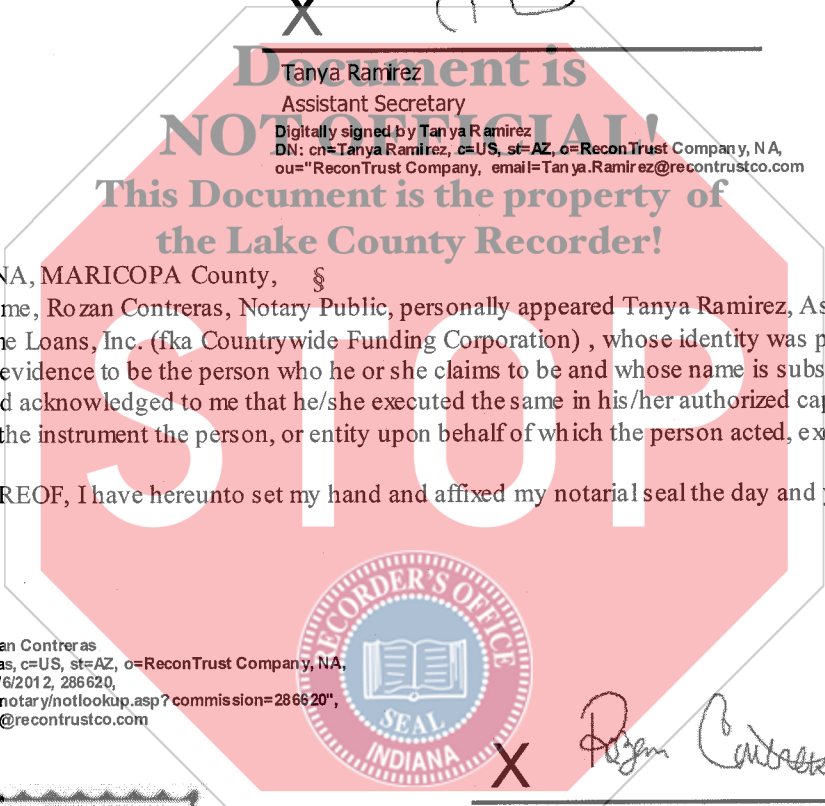 X
Document is
Tanya Ramirez
Assistant Secretary
NOT OFFICIAL!
Digitally signed by Tanya Ramirez
DN: cn=Tanya Ramirez, c=US, st=AZ, o=ReconTrust Company, NA,
ou="ReconTrust Company, email=Tanya.Ramirez@recontrustco.com
This Document is the property of
the Lake County Recorder!
NA, MARICOPA County, §
me, Rozan Contreras, Notary Public, personally appeared Tanya Ramirez, As
e Loans, Inc. (fka Countrywide Funding Corporation) , whose identity was p
evidence to be the person who he or she claims to be and whose name is subs
d acknowledged to me that he/she executed the same in his/her authorized cap
the instrument the person, or entity upon behalf of which the person acted, ex
STOP
REOF, I have hereunto set my hand and affixed my notarial seal the day and y
RECORDER'S OFFICE
SEAL
INDIANA
an Contreras
as, c=US, st=AZ, o=ReconTrust Company, NA,
6/2012, 286620,
notary/notlookup.asp?commission=286620",
@recontrustco.com
X Rozan Contreras